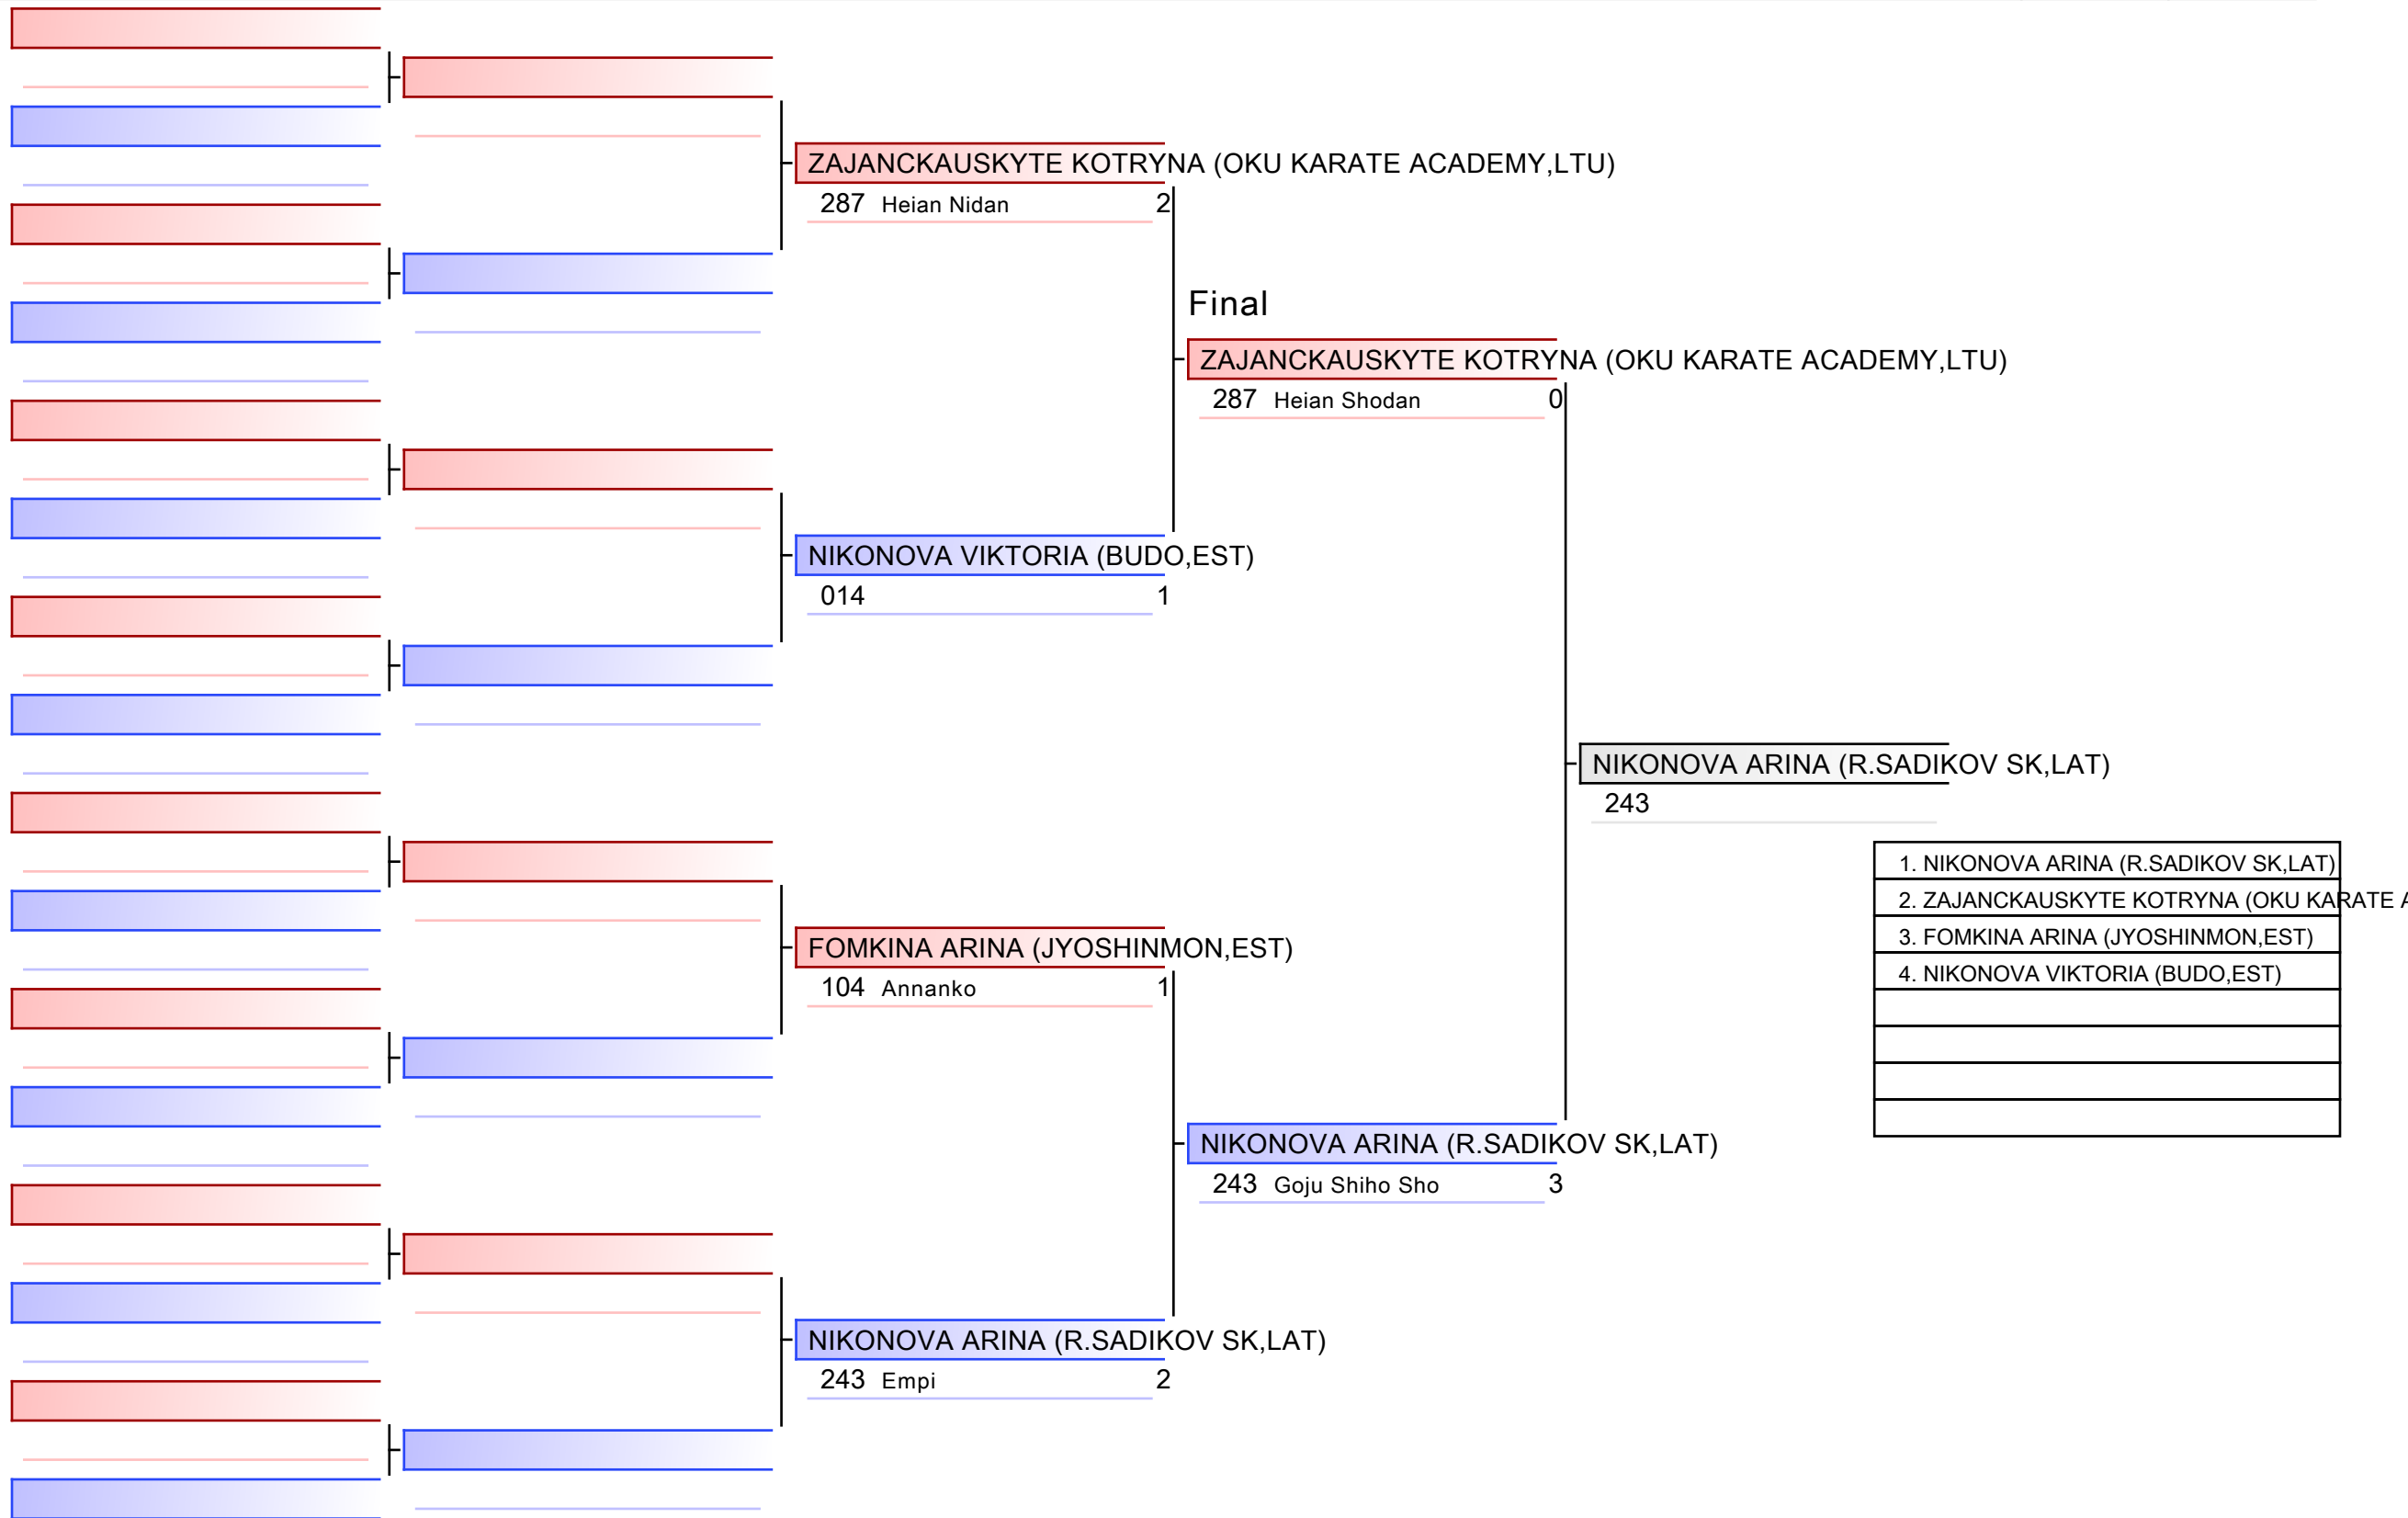 ZAJANCKAUSKYTE KOTRYNA (OKU KARATE ACADEMY,LTU)
287 Heian Nidan 2
NIKONOVA VIKTORIA (BUDO,EST)
014 1
FOMKINA ARINA (JYOSHINMON,EST)
104 Annanko 1
NIKONOVA ARINA (R.SADIKOV SK,LAT)
243 Empi 2
Final
ZAJANCKAUSKYTE KOTRYNA (OKU KARATE ACADEMY,LTU)
287 Heian Shodan 0
NIKONOVA ARINA (R.SADIKOV SK,LAT)
243 Goju Shiho Sho 3
NIKONOVA ARINA (R.SADIKOV SK,LAT)
243
1. NIKONOVA ARINA (R.SADIKOV SK,LAT)
2. ZAJANCKAUSKYTE KOTRYNA (OKU KARATE A
3. FOMKINA ARINA (JYOSHINMON,EST)
4. NIKONOVA VIKTORIA (BUDO,EST)